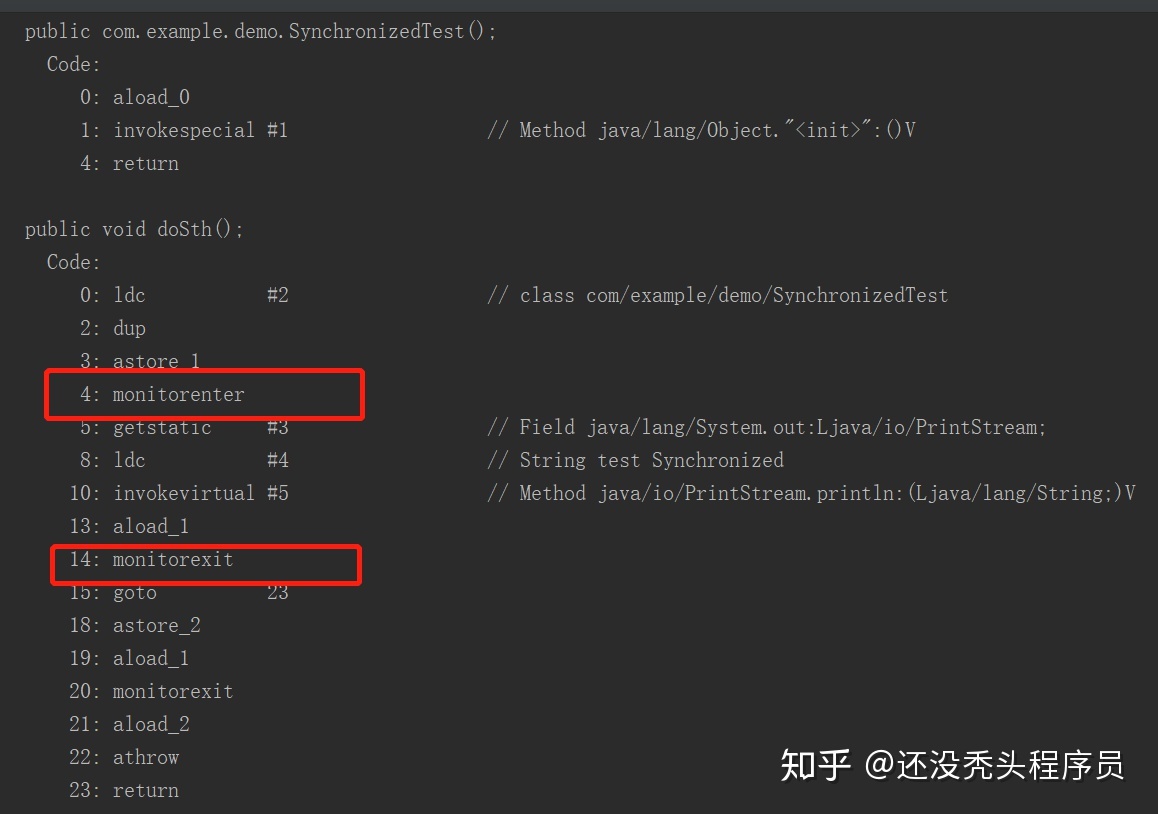 public com.example.demo.SynchronizedTest();
Code:
0: aload_0
1: invokespecial #1 // Method java/lang/Object."<init>":()V
4: return
public void doSth();
Code:
0: ldc #2 // class com/example/demo/SynchronizedTest
2: dup
3: astore_1
4: monitorenter
5: getstatic #3 // Field java/lang/System.out:Ljava/io/PrintStream;
8: ldc #4 // String test Synchronized
10: invokevirtual #5 // Method java/io/PrintStream.println:(Ljava/lang/String;)V
13: aload_1
14: monitorexit
15: goto 23
18: astore_2
19: aload_1
20: monitorexit
21: aload_2
22: athrow
23: return
知乎 @还没秃头程序员